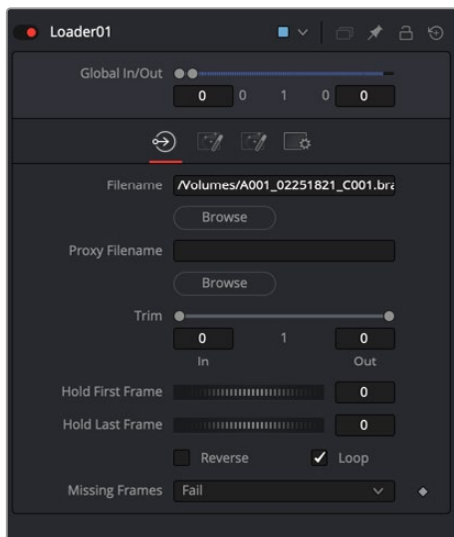 Loader01
Global In/Out
0 0 1 0 0
Filename /Volumes/A001_02251821_C001.bra
Browse
Proxy Filename
Browse
Trim
0 1 0
In Out
Hold First Frame 0
Hold Last Frame 0
Reverse Loop
Missing Frames Fail